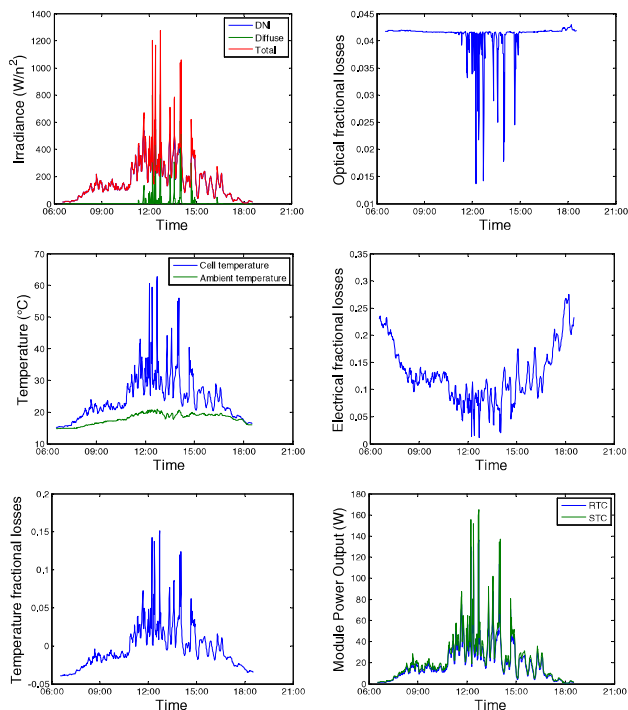 1400
1200
1000
800
600
400
200
0
06:00 09:00 12:00 15:00 18:00 21:00
Time
Irradiance (W/n²)
DNI
Diffuse
Total
0.045
0.04
0.035
0.03
0.025
0.02
0.015
0.01
06:00 09:00 12:00 15:00 18:00 21:00
Time
Optical fractional losses
70
60
50
40
30
20
10
06:00 09:00 12:00 15:00 18:00 21:00
Time
Temperature (°C)
Cell temperature
Ambient temperature
0.35
0.3
0.25
0.2
0.15
0.1
0.05
0
06:00 09:00 12:00 15:00 18:00 21:00
Time
Electrical fractional losses
0.2
0.15
0.1
0.05
0
-0.05
06:00 09:00 12:00 15:00 18:00 21:00
Time
Temperature fractional losses
180
160
140
120
100
80
60
40
20
0
06:00 09:00 12:00 15:00 18:00 21:00
Time
Module Power Output (W)
RTC
STC